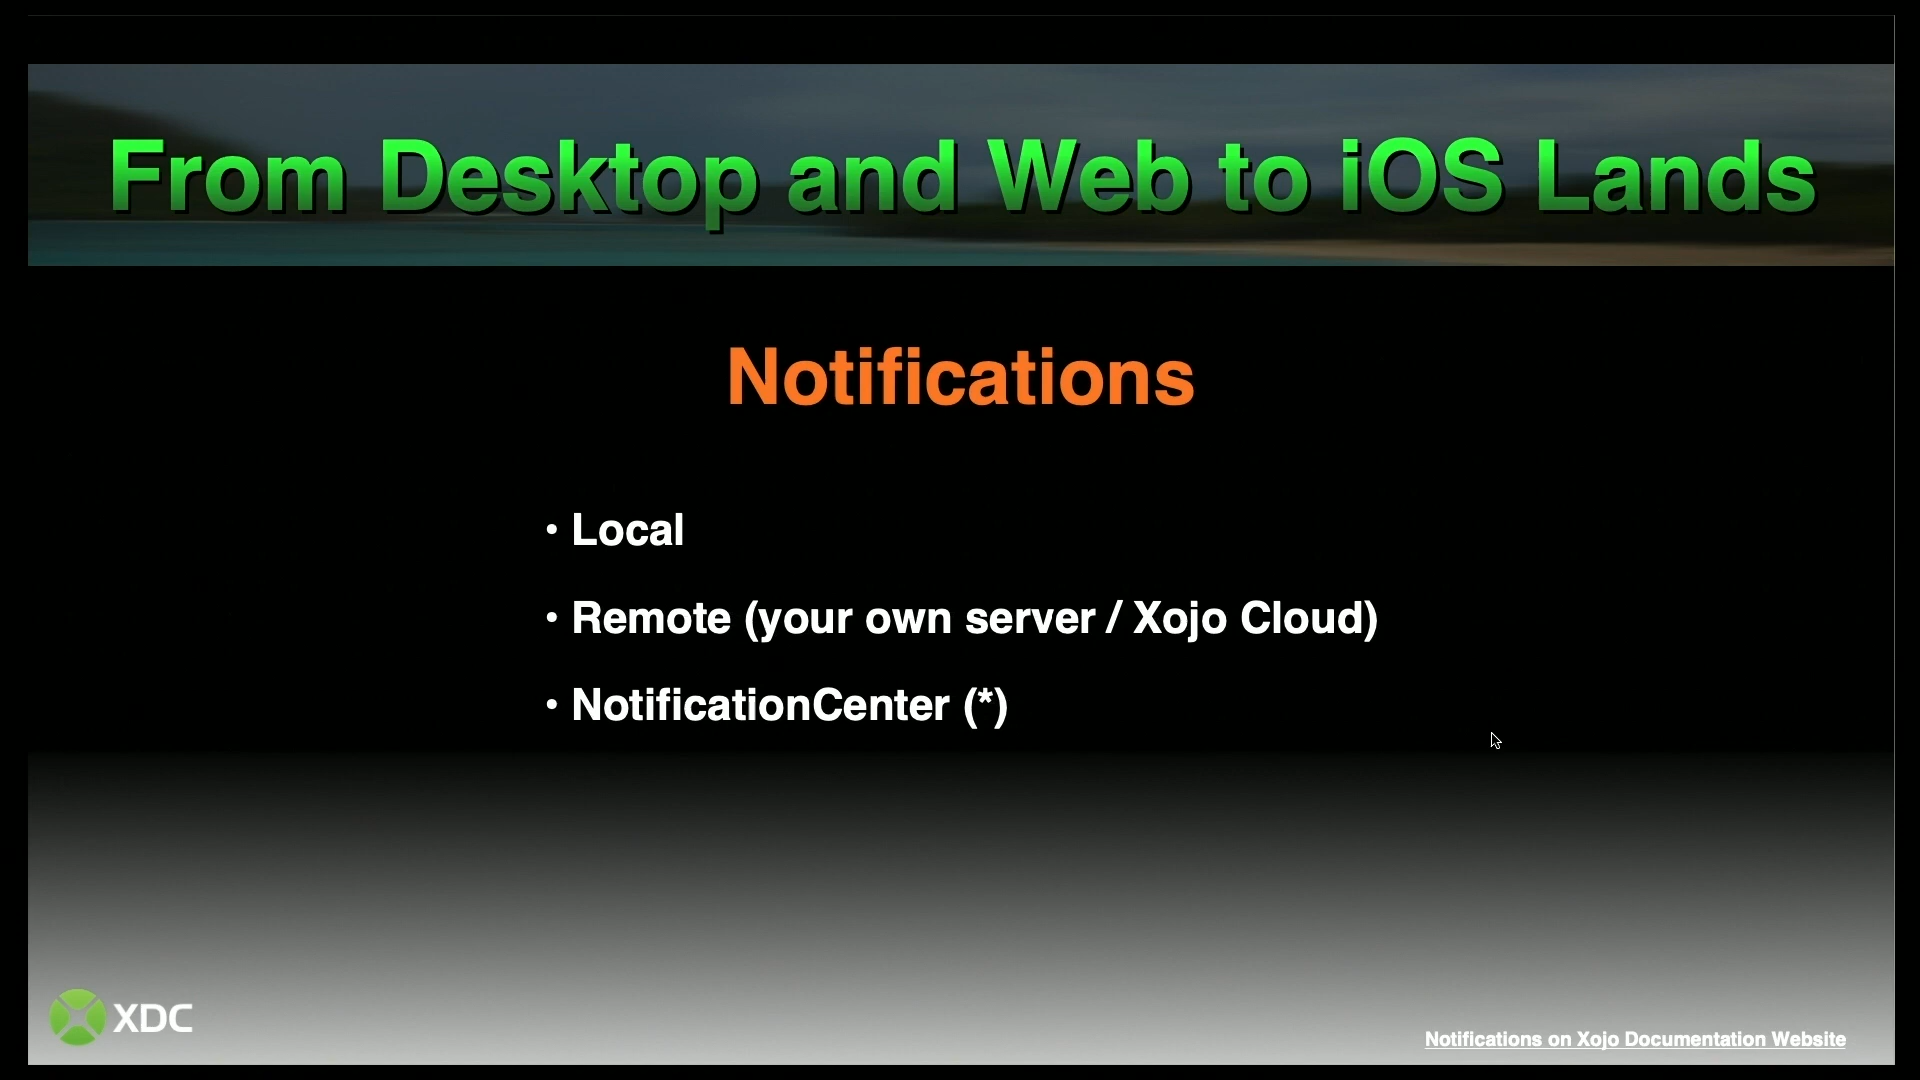 From Desktop and Web to iOS Lands
Notifications
• Local
• Remote (your own server / Xojo Cloud)
• NotificationCenter (*)
XDC
Notifications on Xojo Documentation Website